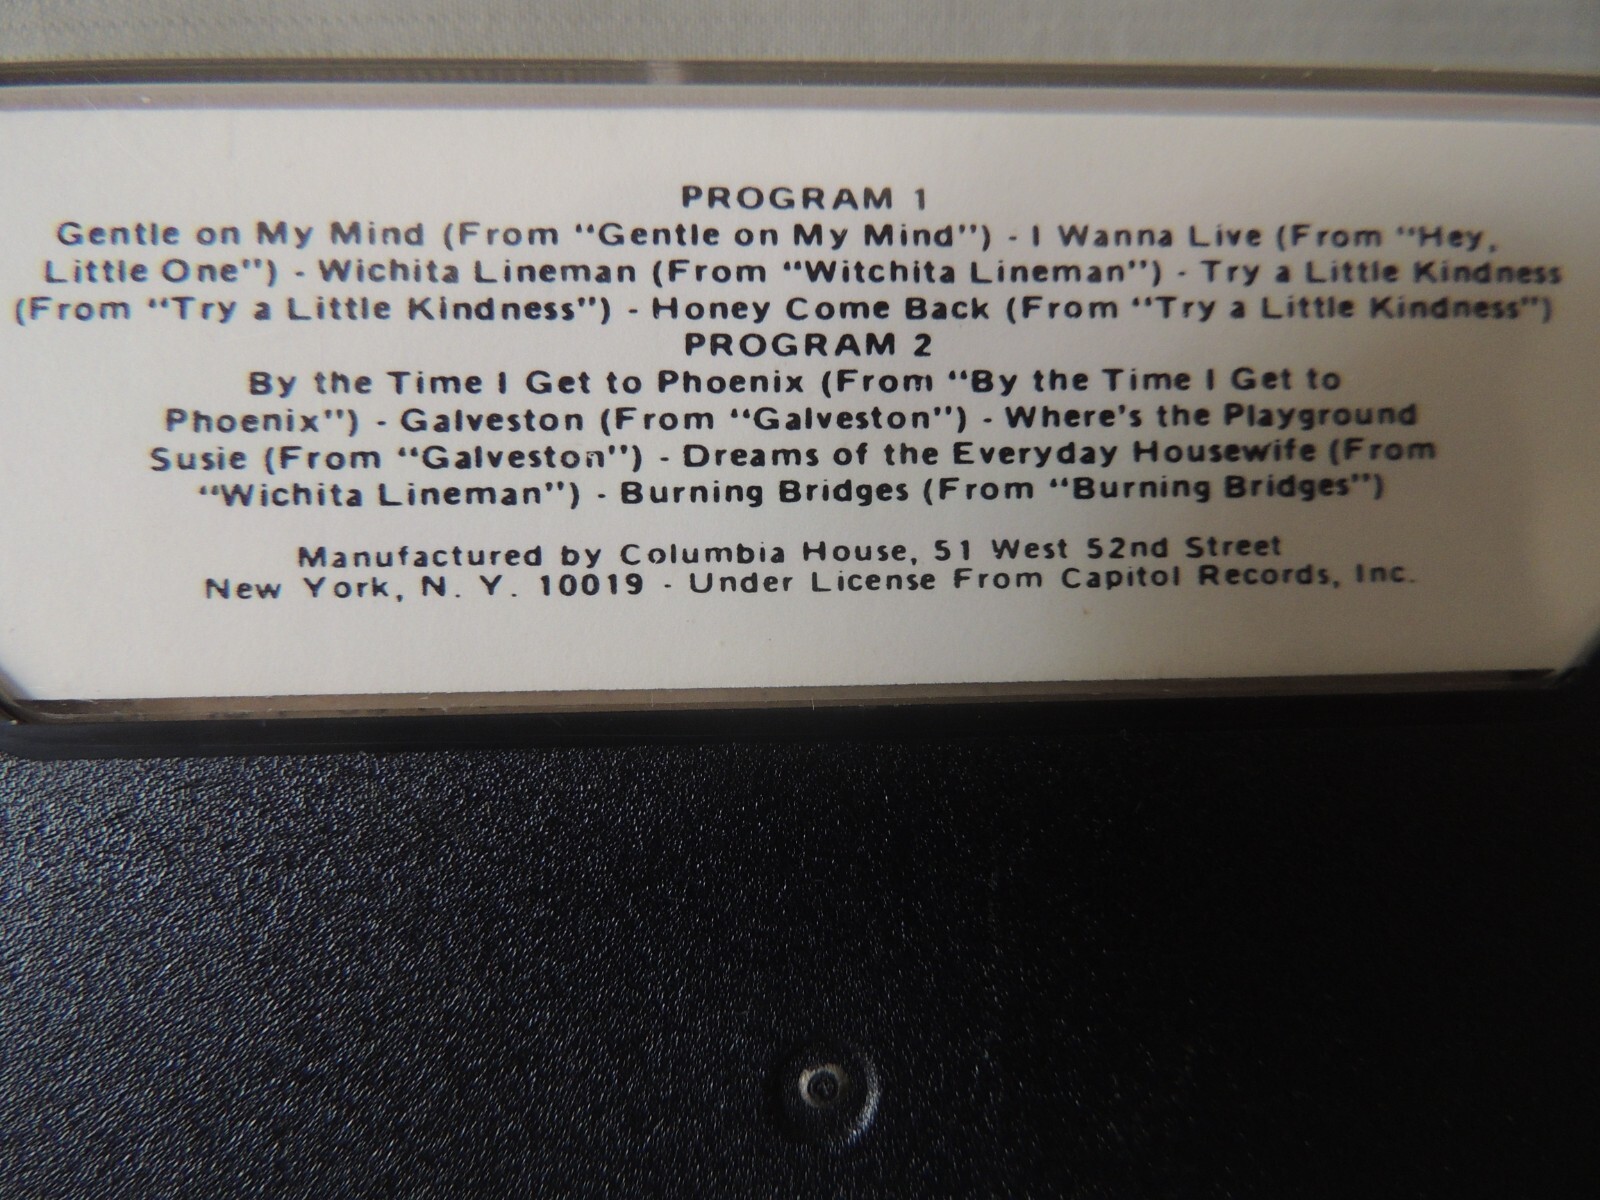 PROGRAM 1
Gentle on My Mind (From "Gentle on My Mind") - I Wanna Live (From "Hey,
Little One") - Wichita Lineman (From "Witchita Lineman") - Try a Little Kindness
(From "Try a Little Kindness") - Honey Come Back (From "Try a Little Kindness")
PROGRAM 2
By the Time I Get to Phoenix (From "By the Time I Get to
Phoenix") - Galveston (From "Galveston") - Where's the Playground
Susie (From "Galveston") - Dreams of the Everyday Housewife (From
"Wichita Lineman") - Burning Bridges (From "Burning Bridges")
Manufactured by Columbia House, 51 West 52nd Street
New York, N. Y. 10019 - Under License From Capitol Records, Inc.